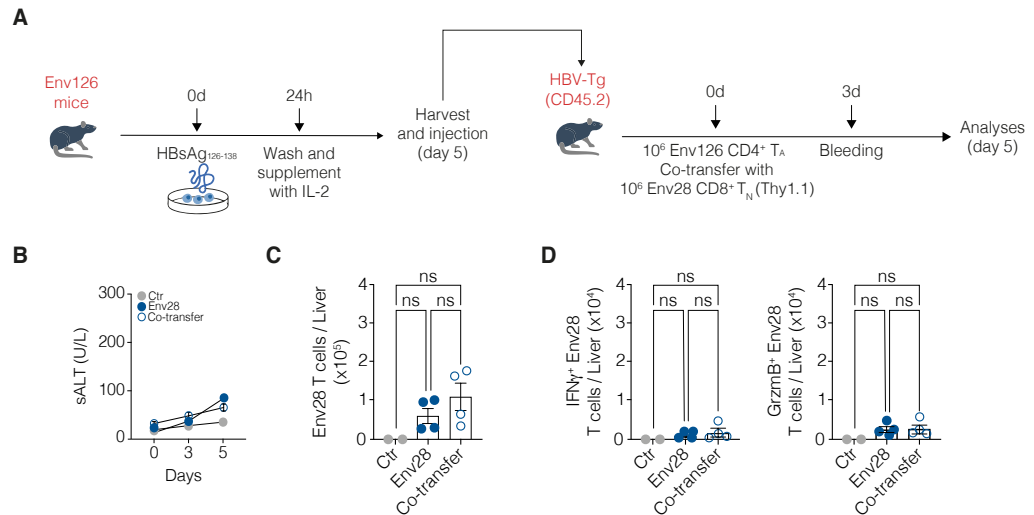 A
Env126
mice
0d
24h
HBsAg126-138
Wash and
supplement
with IL-2
Harvest
and injection
(day 5)
HBV-Tg
(CD45.2)
0d
3d
10⁶ Env126 CD4⁺ TA
Co-transfer with
10⁶ Env28 CD8⁺ TN (Thy1.1)
Bleeding
Analyses
(day 5)
B
sALT (U/L)
300
200
100
0
Ctr
Env28
Co-transfer
0
3
5
Days
C
Env28 T cells / Liver
(x10⁵)
4
3
2
1
0
ns
ns
ns
Ctr
Env28
Co-transfer
D
IFNγ⁺ Env28
T cells / Liver (x10⁴)
4
3
2
1
0
ns
ns
ns
Ctr
Env28
Co-transfer
GrzmB⁺ Env28
T cells / Liver (x10⁴)
4
3
2
1
0
ns
ns
ns
Ctr
Env28
Co-transfer